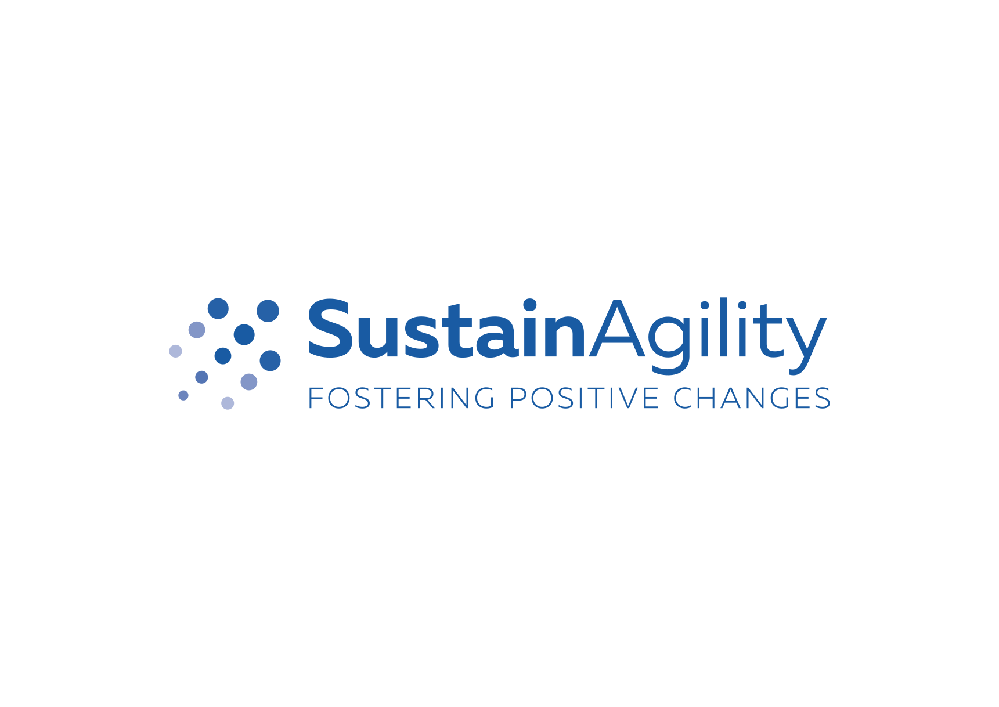 SustainAgility
FOSTERING POSITIVE CHANGES